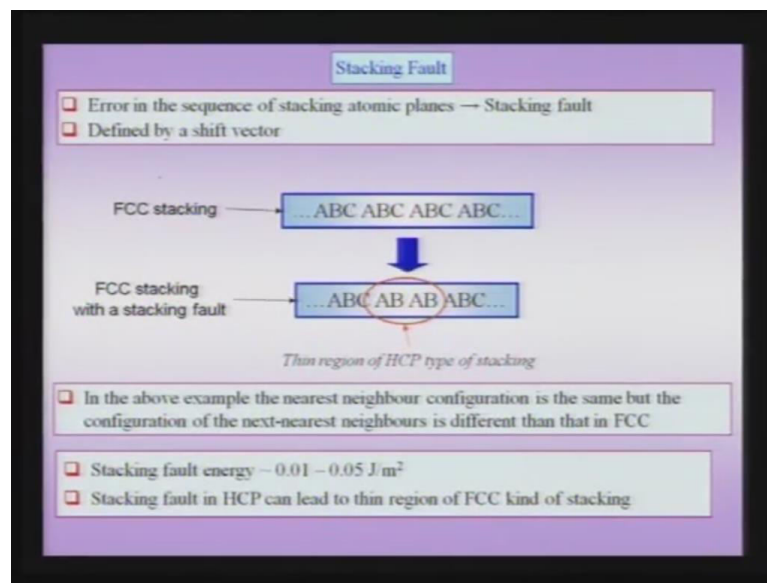 Stacking Fault
❑ Error in the sequence of stacking atomic planes → Stacking fault
❑ Defined by a shift vector
FCC stacking
...ABC ABC ABC ABC...
FCC stacking
with a stacking fault
...ABC AB AB ABC...
Thin region of HCP type of stacking
❑ In the above example the nearest neighbour configuration is the same but the
configuration of the next-nearest neighbours is different than that in FCC
❑ Stacking fault energy ~ 0.01 – 0.05 J/m²
❑ Stacking fault in HCP can lead to thin region of FCC kind of stacking